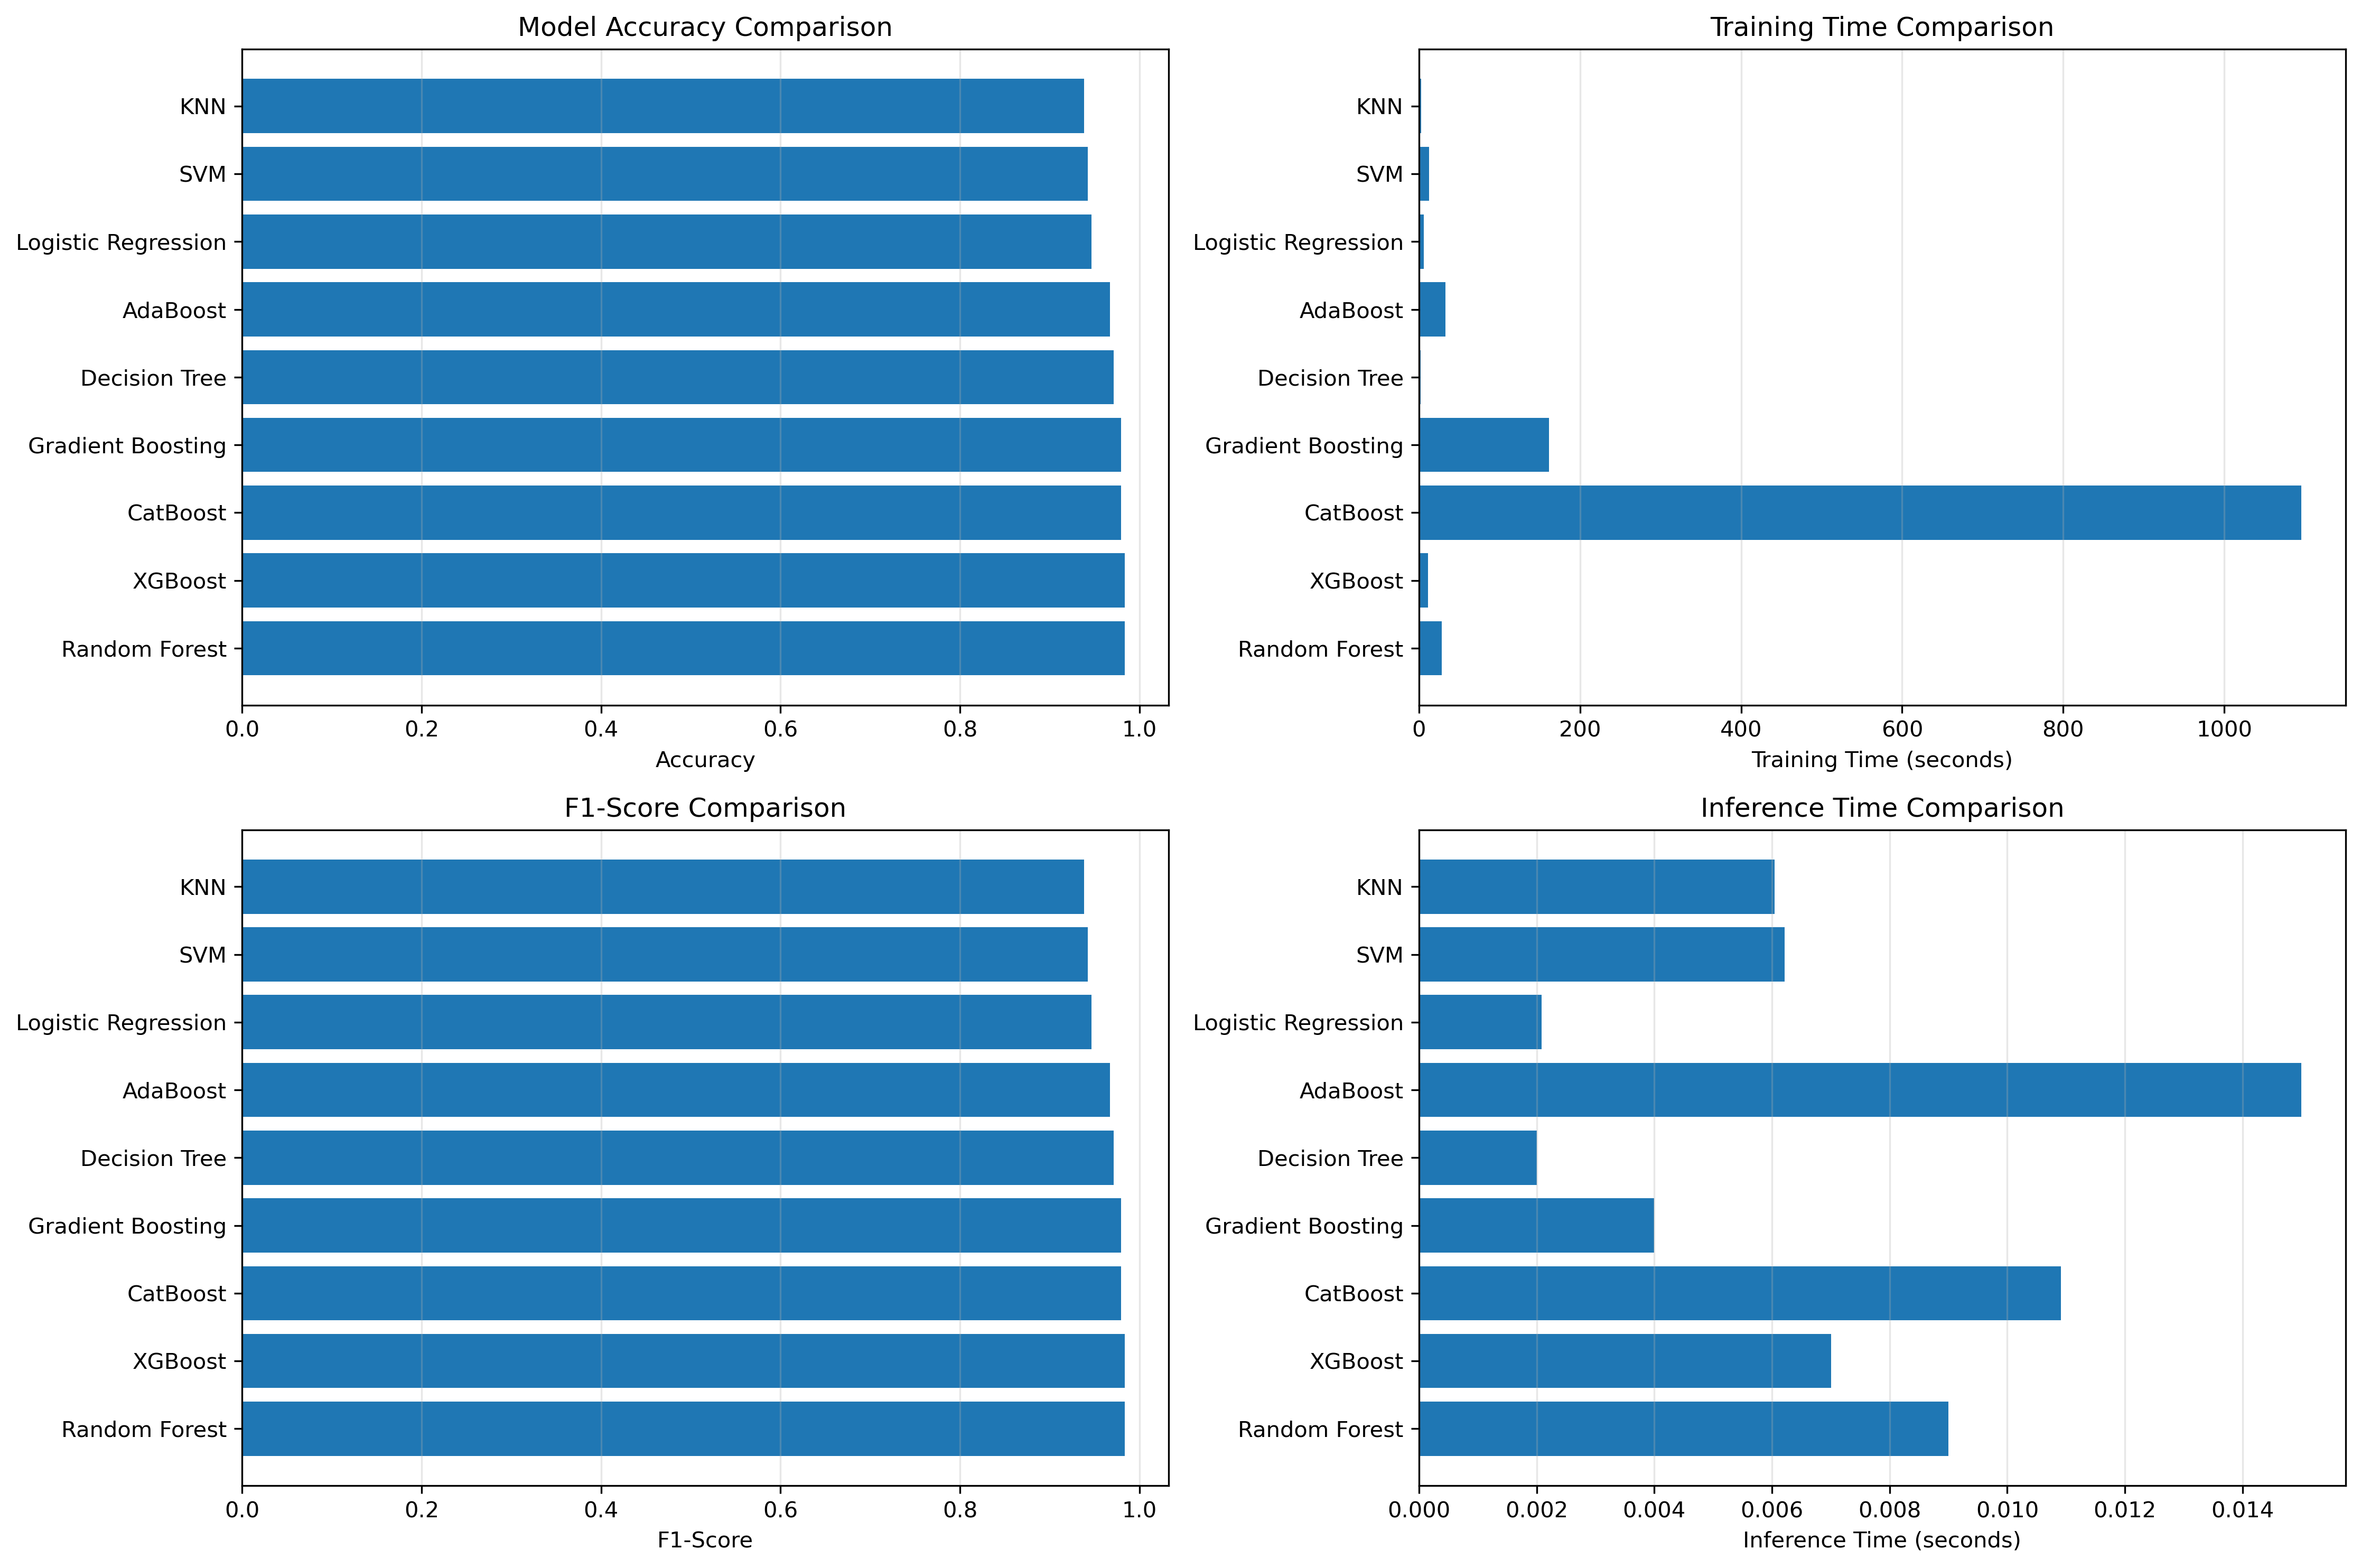 Model Accuracy Comparison
KNN
SVM
Logistic Regression
AdaBoost
Decision Tree
Gradient Boosting
CatBoost
XGBoost
Random Forest
0.0 0.2 0.4 0.6 0.8 1.0
Accuracy
Training Time Comparison
KNN
SVM
Logistic Regression
AdaBoost
Decision Tree
Gradient Boosting
CatBoost
XGBoost
Random Forest
0 200 400 600 800 1000
Training Time (seconds)
F1-Score Comparison
KNN
SVM
Logistic Regression
AdaBoost
Decision Tree
Gradient Boosting
CatBoost
XGBoost
Random Forest
0.0 0.2 0.4 0.6 0.8 1.0
F1-Score
Inference Time Comparison
KNN
SVM
Logistic Regression
AdaBoost
Decision Tree
Gradient Boosting
CatBoost
XGBoost
Random Forest
0.000 0.002 0.004 0.006 0.008 0.010 0.012 0.014
Inference Time (seconds)